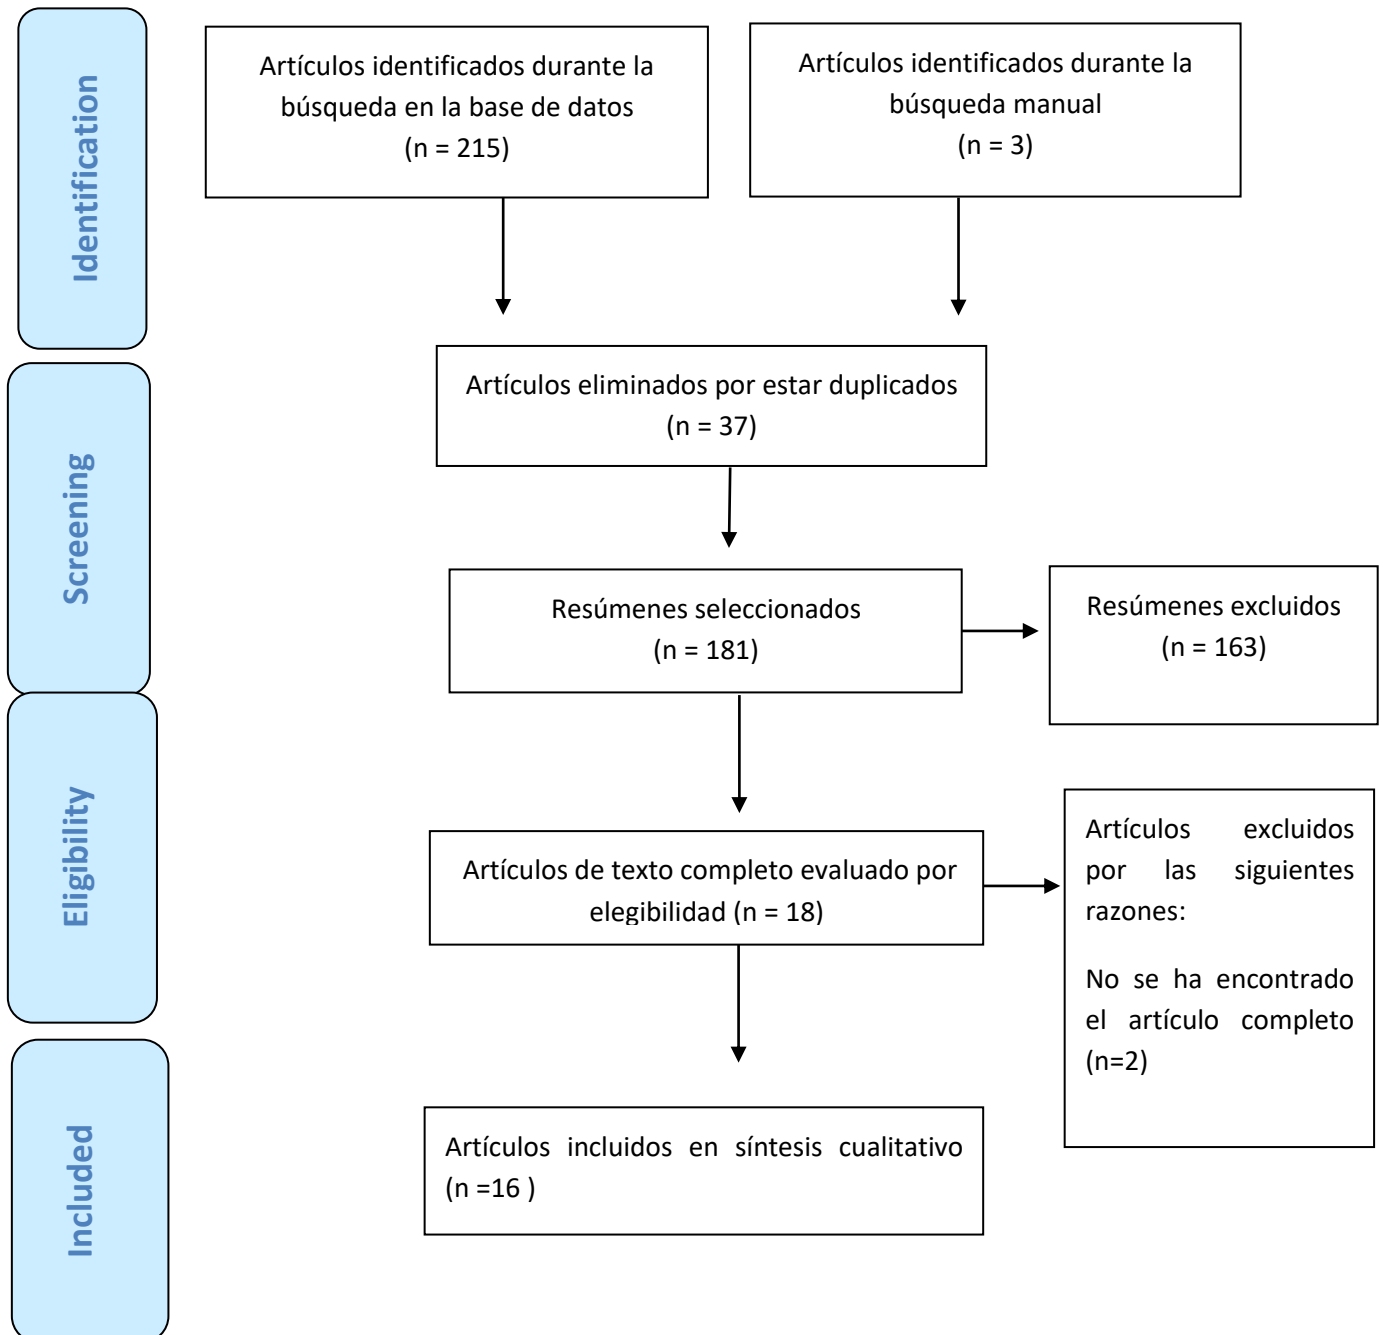 Identification
Artículos identificados durante la
búsqueda en la base de datos
(n = 215)
Artículos identificados durante la
búsqueda manual
(n = 3)
Screening
Artículos eliminados por estar duplicados
(n = 37)
Resúmenes seleccionados
(n = 181)
Resúmenes excluidos
(n = 163)
Eligibility
Artículos de texto completo evaluado por
elegibilidad (n = 18)
Artículos excluidos
por las siguientes
razones:
No se ha encontrado
el artículo completo
(n=2)
Included
Artículos incluidos en síntesis cualitativo
(n =16 )